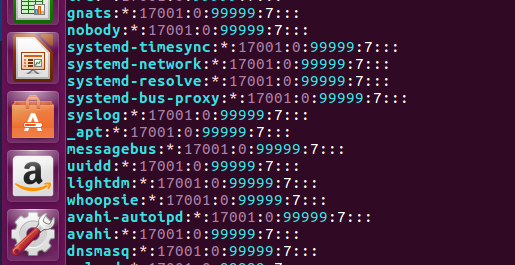 gnats:*:17001:0:99999:7:::
nobody:*:17001:0:99999:7:::
systemd-timesync:*:17001:0:99999:7:::
systemd-network:*:17001:0:99999:7:::
systemd-resolve:*:17001:0:99999:7:::
systemd-bus-proxy:*:17001:0:99999:7:::
syslog:*:17001:0:99999:7:::
_apt:*:17001:0:99999:7:::
messagebus:*:17001:0:99999:7:::
uuidd:*:17001:0:99999:7:::
lightdm:*:17001:0:99999:7:::
whoopsie:*:17001:0:99999:7:::
avahi-autoipd:*:17001:0:99999:7:::
avahi:*:17001:0:99999:7:::
dnsmasq:*:17001:0:99999:7:::